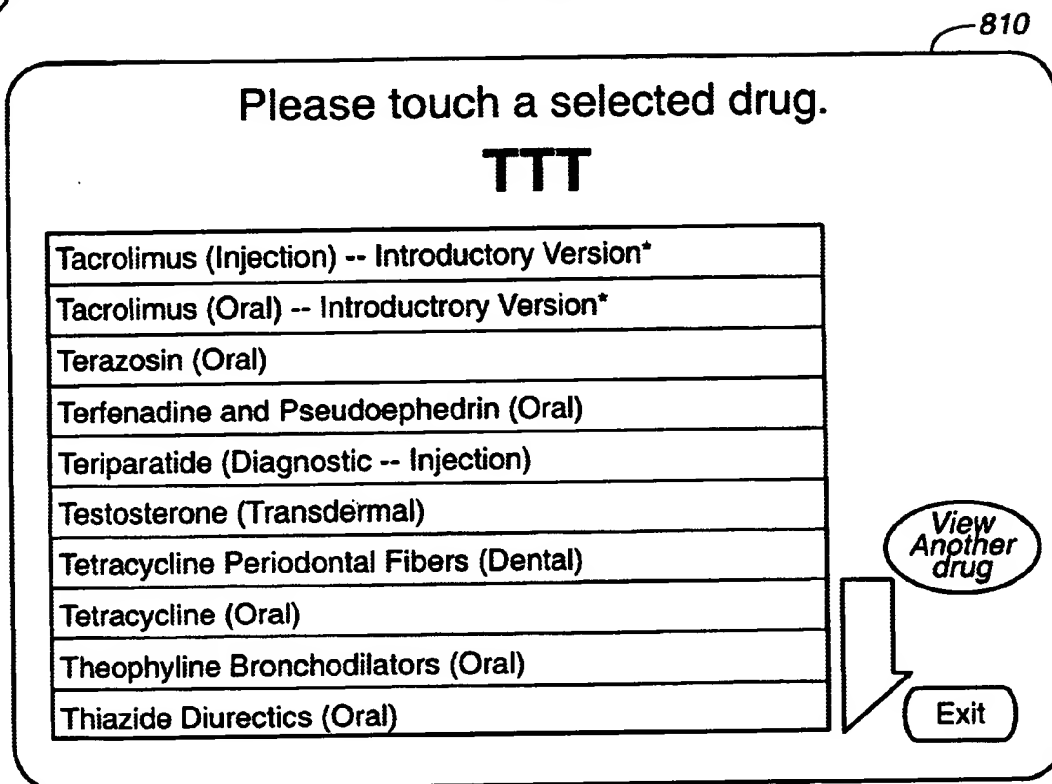 810
Please touch a selected drug.
TTT
Tacrolimus (Injection) -- Introductory Version*
Tacrolimus (Oral) -- Introductrory Version*
Terazosin (Oral)
Terfenadine and Pseudoephedrin (Oral)
Teriparatide (Diagnostic -- Injection)
Testosterone (Transdermal)
Tetracycline Periodontal Fibers (Dental)
Tetracycline (Oral)
Theophyline Bronchodilators (Oral)
Thiazide Diurectics (Oral)
View
Another
drug
Exit